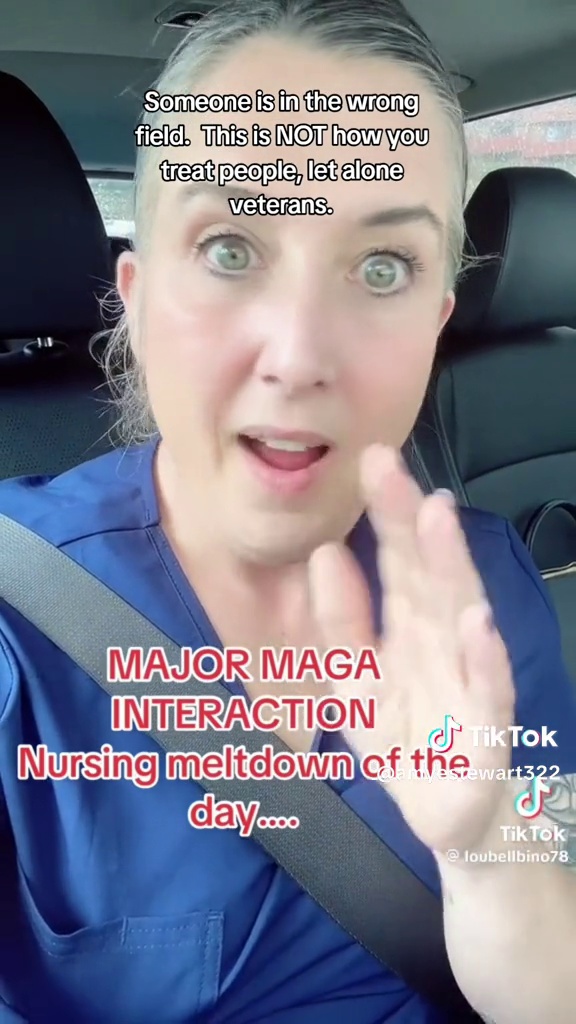 Someone is in the wrong
field.  This is NOT how you
treat people, let alone
veterans.
MAJOR MAGA
INTERACTION
Nursing meltdown of the
day....
TikTok
@amyestewart322
TikTok
@loubellbino78